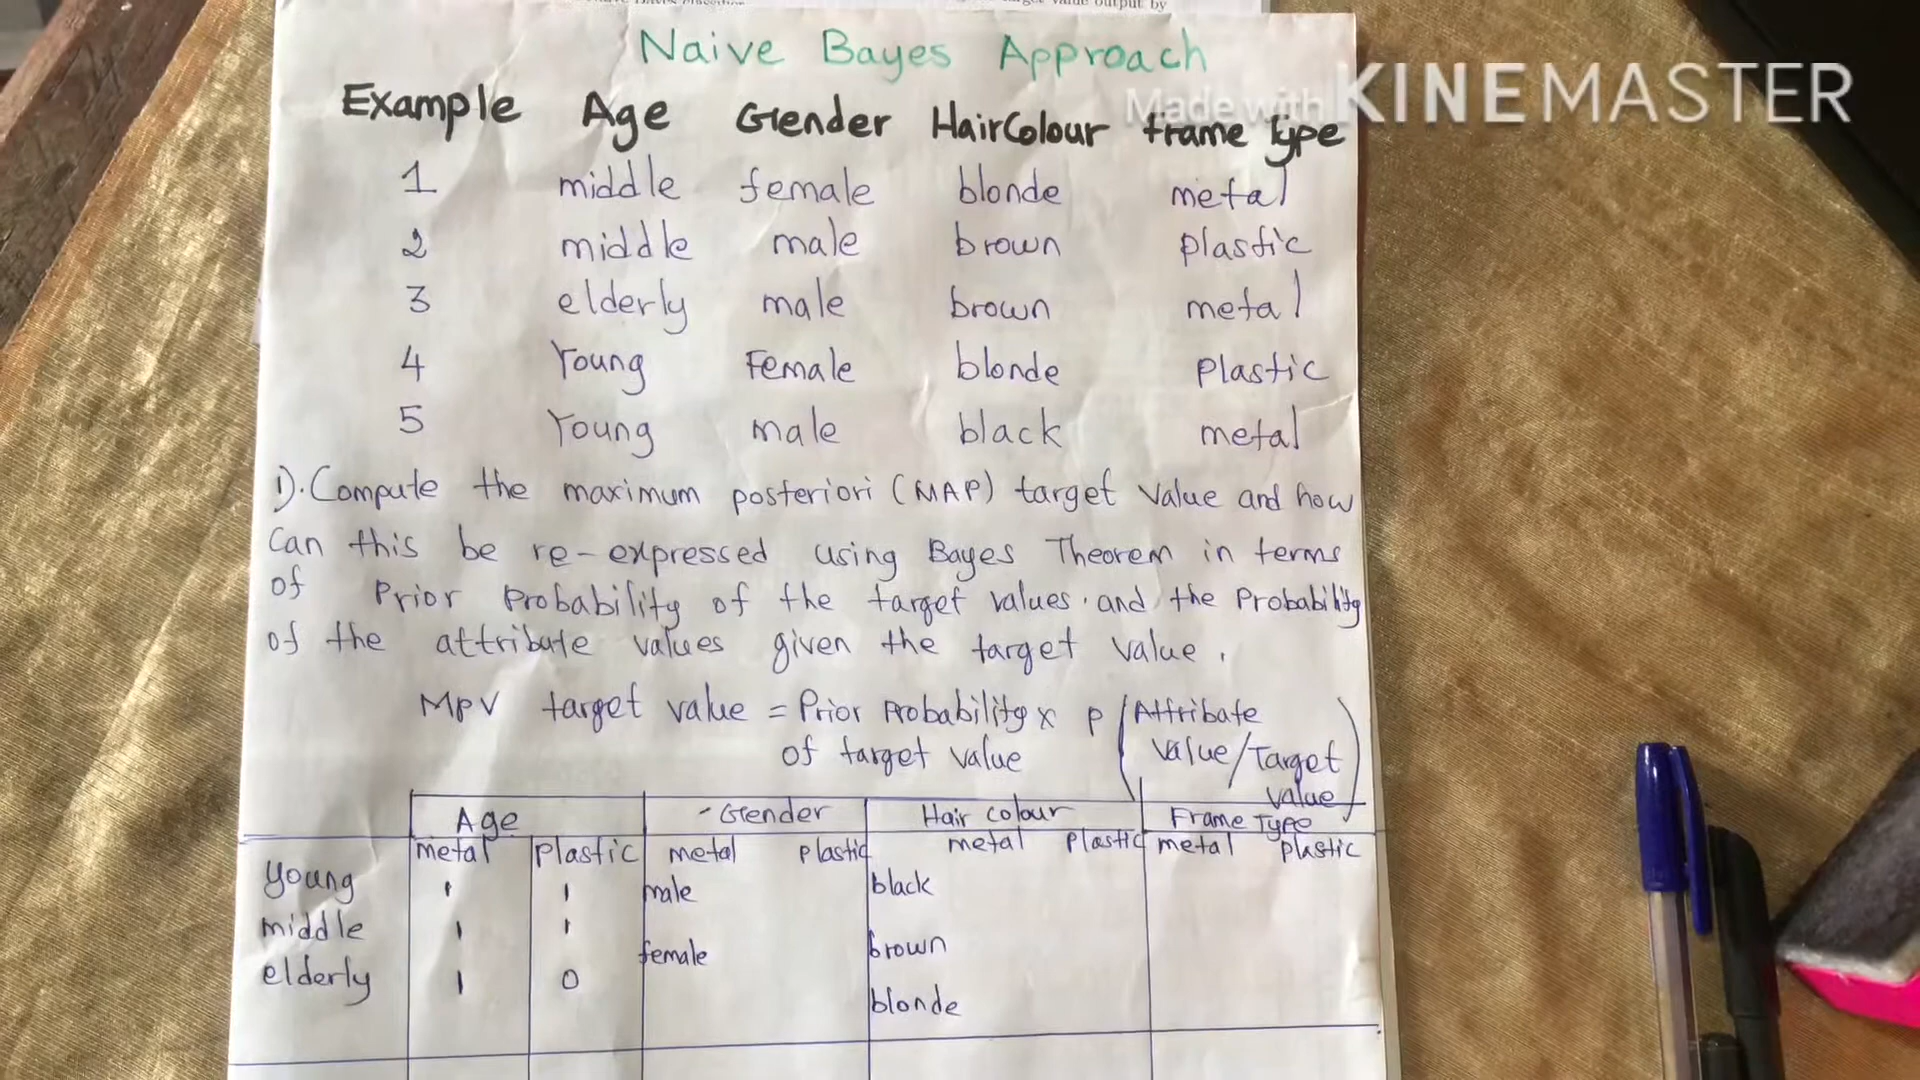 target value output by
Naive Bayes Approach
Made with KINEMASTER
Example Age Gender HairColour Frame Type
1 middle female blonde metal
2 middle male brown plastic
3 elderly male brown metal
4 Young Female blonde Plastic
5 Young male black metal
1). Compute the maximum posteriori (MAP) target value and how
can this be re-expressed using Bayes Theorem in terms
of Prior Probability of the target values. and the Probability
of the attribute values given the target value.
MPV target value = Prior Probability x P (Attribute
of target value Value/Target
value)
Age - Gender Hair colour Frame Type
metal plastic metal plastic metal plastic metal plastic
young 1 1 male black
middle 1 1
female brown
elderly 1 0
blonde